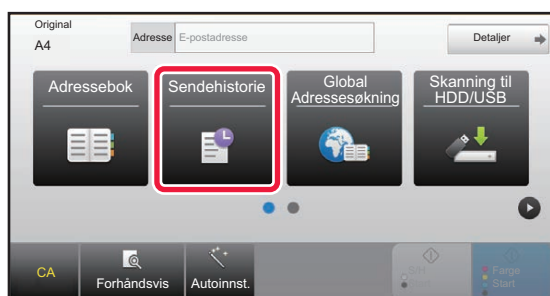 Original
A4
Adresse E-postadresse
Detaljer
Adressebok
Sendehistorie
Global
Adressesøkning
Skanning til
HDD/USB
CA
Forhåndsvis
Autoinnst.
Farge
Start